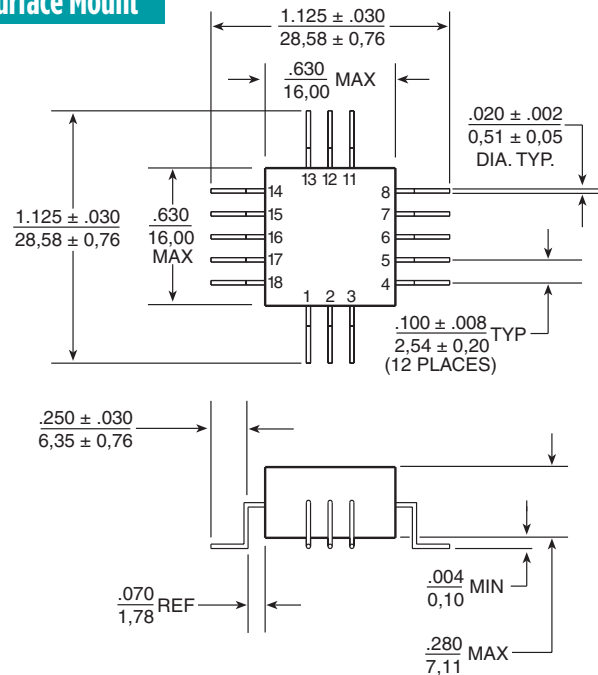 urface Mount
1.125 ± .030
28,58 ± 0,76
.630
16,00
MAX
.020 ± .002
0,51 ± 0,05
DIA. TYP.
13 12 11
14
8
15
7
1.125 ± .030
28,58 ± 0,76
.630
16,00
MAX
16
6
17
5
18
4
1 2 3
.100 ± .008
2,54 ± 0,20
TYP
(12 PLACES)
.250 ± .030
6,35 ± 0,76
.070
1,78
REF
.004
0,10
MIN
.280
7,11
MAX